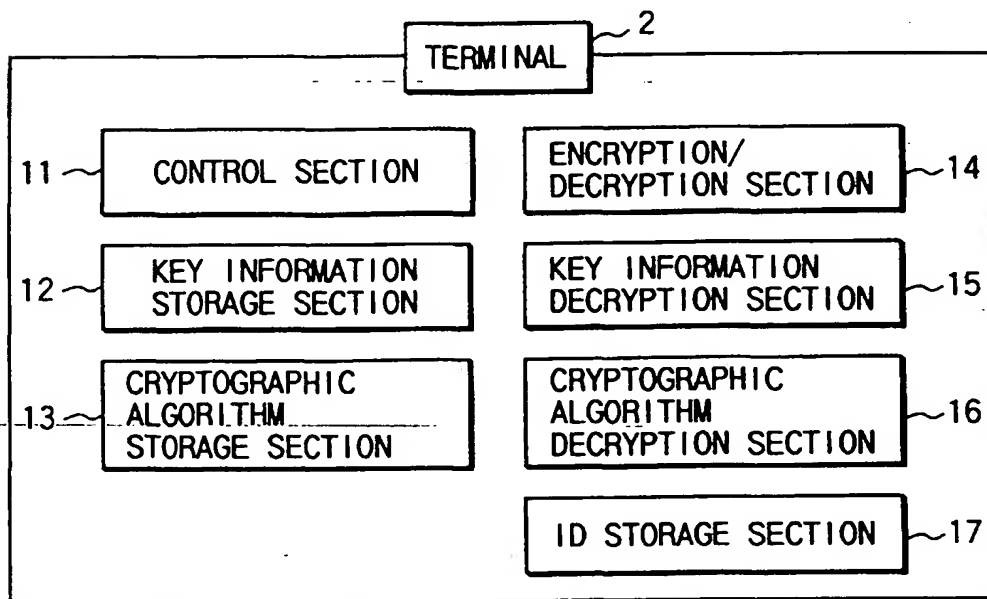 2
TERMINAL
11
CONTROL SECTION
ENCRYPTION/
DECRYPTION SECTION
14
12
KEY INFORMATION
STORAGE SECTION
KEY INFORMATION
DECRYPTION SECTION
15
13
CRYPTOGRAPHIC
ALGORITHM
STORAGE SECTION
CRYPTOGRAPHIC
ALGORITHM
DECRYPTION SECTION
16
ID STORAGE SECTION
17